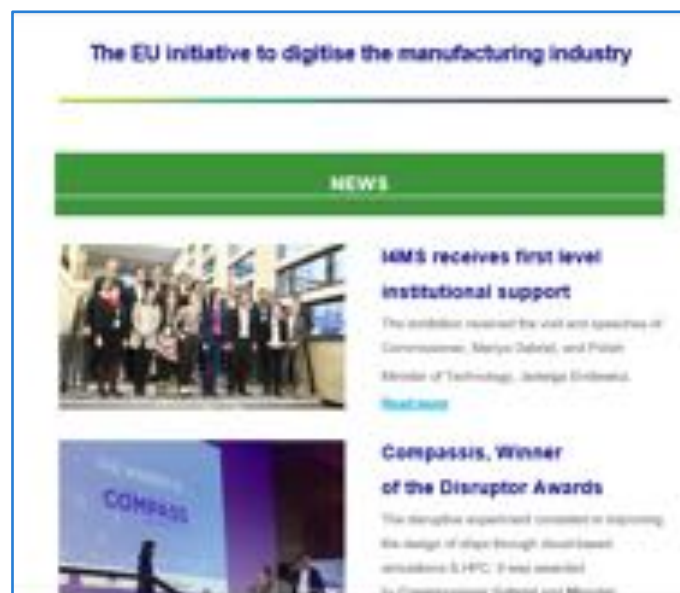 The EU initiative to digitise the manufacturing industry
NEWS
I4MS receives first level
institutional support
The exhibition received the visit and speeches of
Commissioner, Mariya Gabriel, and Polish
Minister of Technology, Jadwiga Emilewicz.
Read more
COMPASS
Compassis, Winner
of the Disruptor Awards
The disruptive experiment consisted in improving
the design of ships through cloud-based
simulations & HPC. It was awarded
by Commissioner Gabriel and Minister